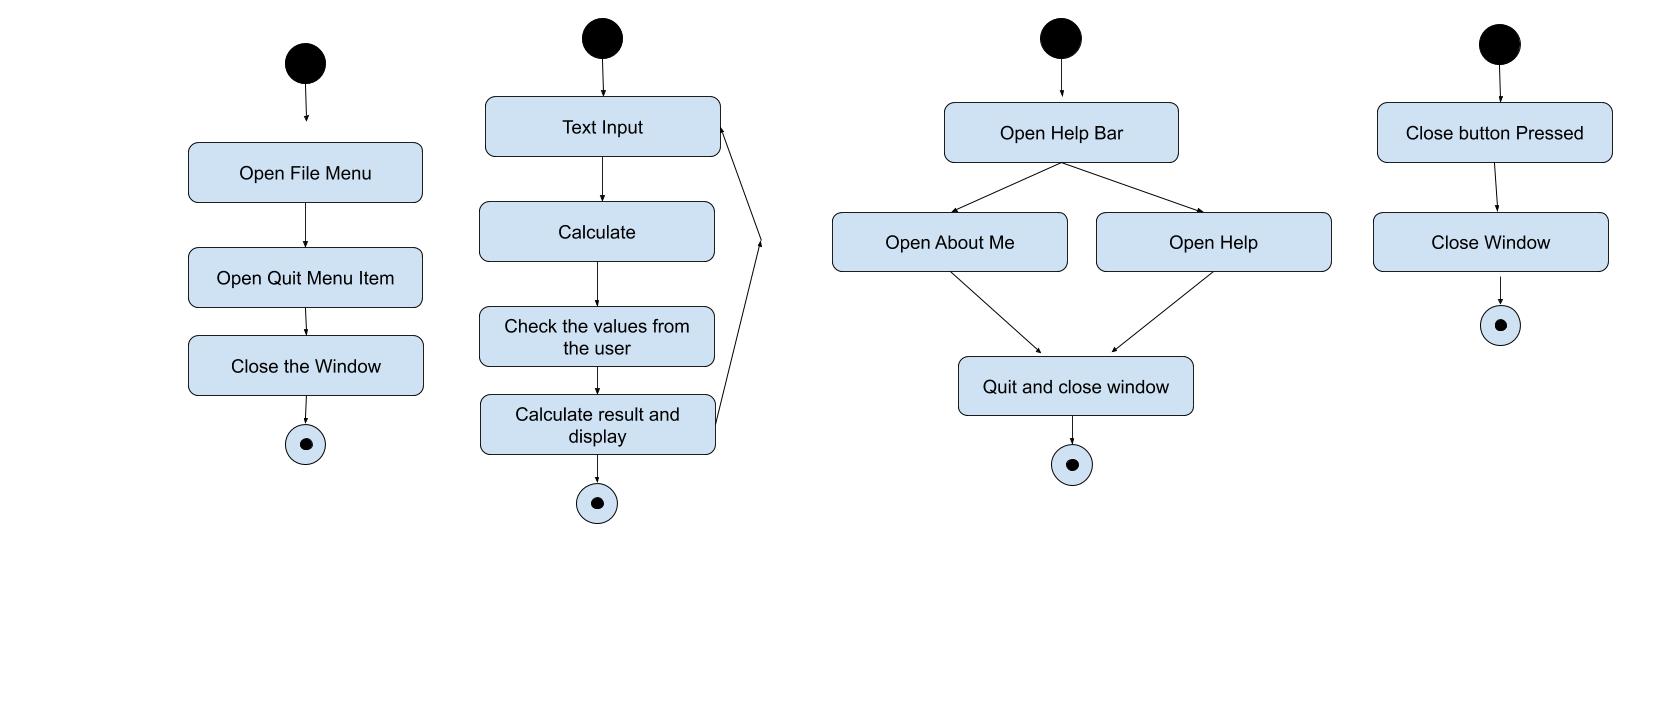 Open File Menu
Open Quit Menu Item
Close the Window
Text Input
Calculate
Check the values from
the user
Calculate result and
display
Open Help Bar
Open About Me
Open Help
Quit and close window
Close button Pressed
Close Window